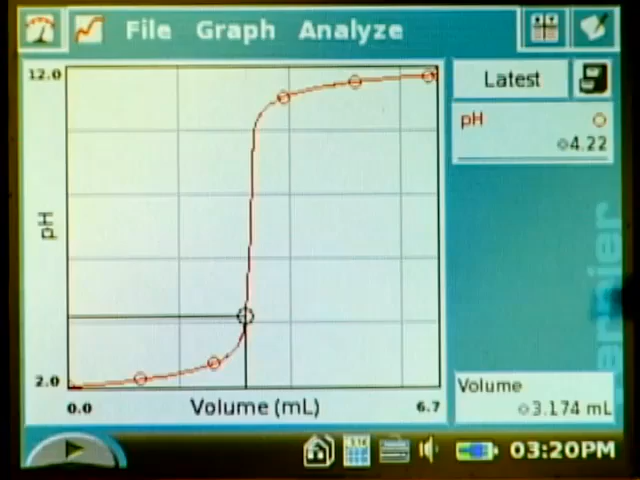 File Graph Analyze
12.0
pH
2.0
0.0
Volume (mL)
6.7
Latest
pH
4.22
Volume
3.174 mL
03:20PM